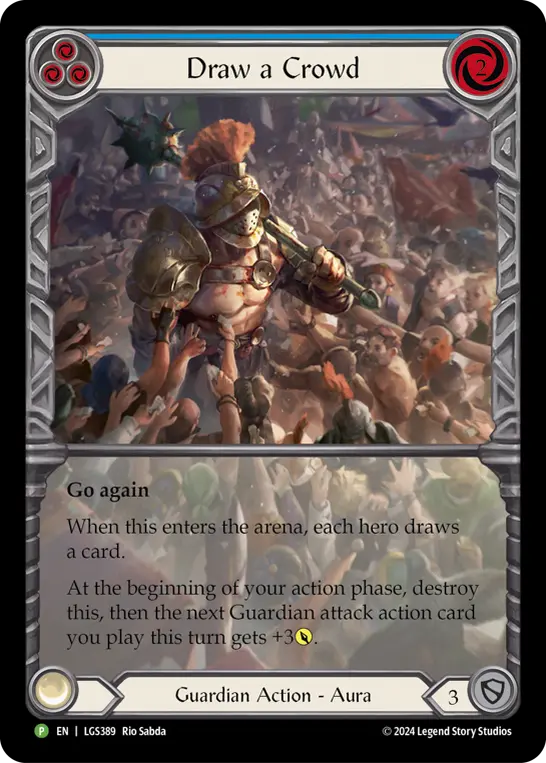 Draw a Crowd
2
Go again
When this enters the arena, each hero draws
a card.
At the beginning of your action phase, destroy
this, then the next Guardian attack action card
you play this turn gets +3.
Guardian Action - Aura
3
P EN | LGS389 Rio Sabda
© 2024 Legend Story Studios